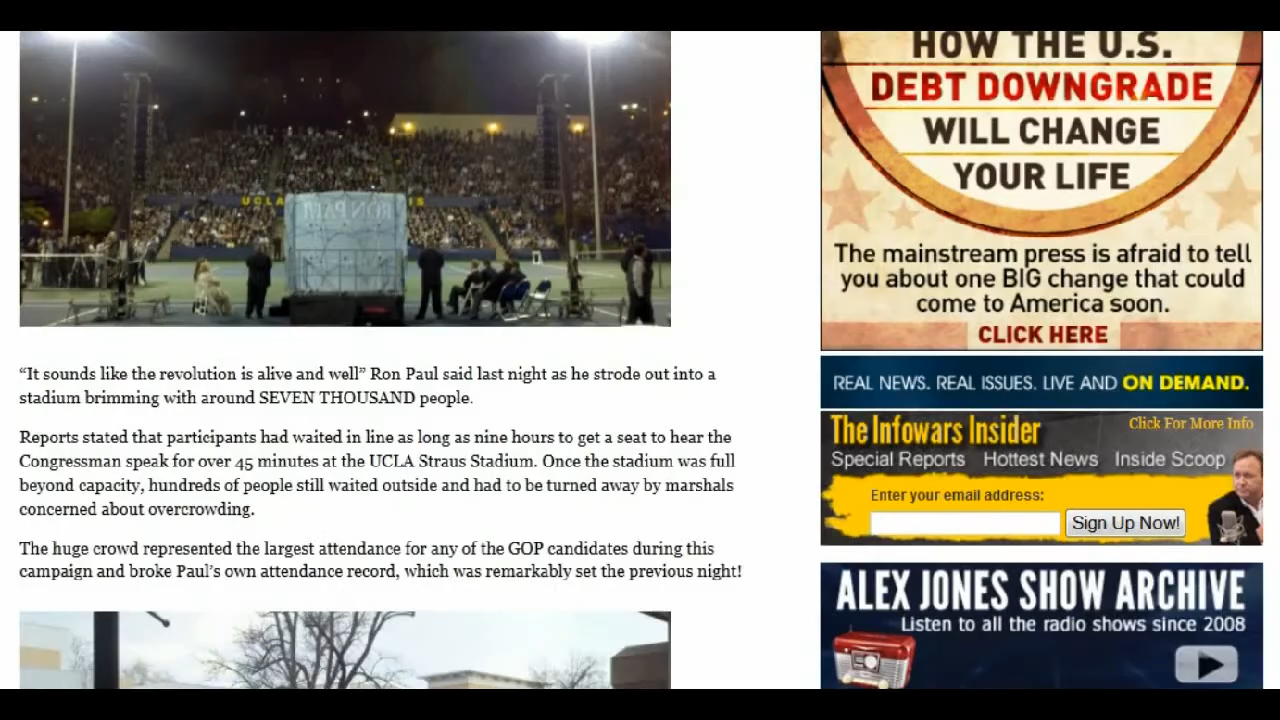 UCLA
“It sounds like the revolution is alive and well” Ron Paul said last night as he strode out into a
stadium brimming with around SEVEN THOUSAND people.
Reports stated that participants had waited in line as long as nine hours to get a seat to hear the
Congressman speak for over 45 minutes at the UCLA Straus Stadium. Once the stadium was full
beyond capacity, hundreds of people still waited outside and had to be turned away by marshals
concerned about overcrowding.
The huge crowd represented the largest attendance for any of the GOP candidates during this
campaign and broke Paul’s own attendance record, which was remarkably set the previous night!
HOW THE U.S.
DEBT DOWNGRADE
WILL CHANGE
YOUR LIFE
The mainstream press is afraid to tell
you about one BIG change that could
come to America soon.
CLICK HERE
REAL NEWS. REAL ISSUES. LIVE AND ON DEMAND.
The Infowars Insider
Click For More Info
Special Reports Hottest News Inside Scoop
Enter your email address:
Sign Up Now!
ALEX JONES SHOW ARCHIVE
Listen to all the radio shows since 2008